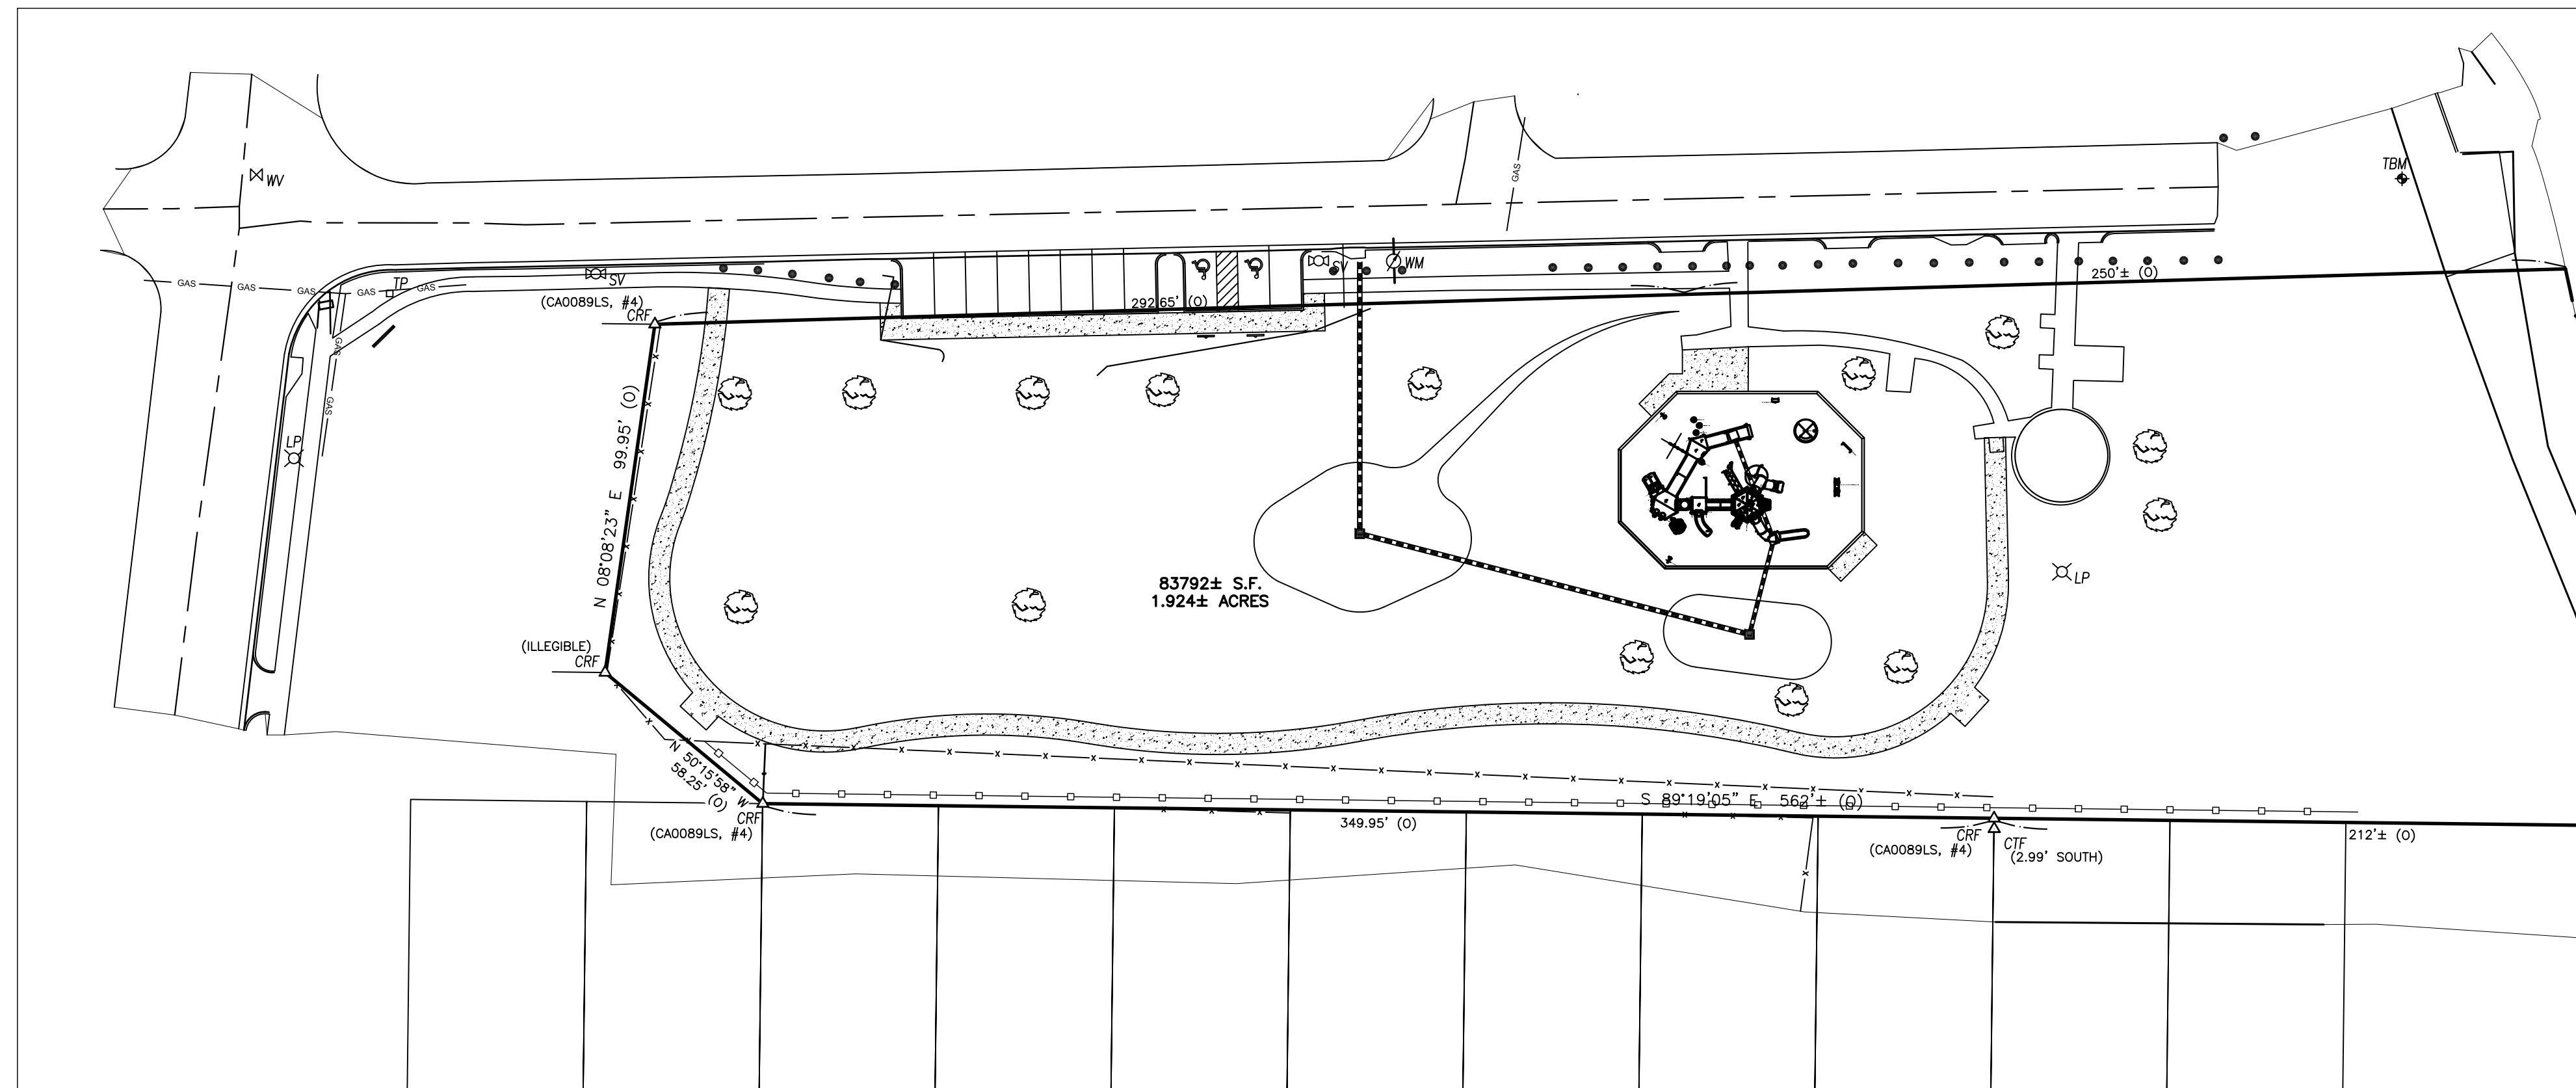 WV
GAS
TBM
GAS GAS GAS GAS GAS
TP
SV
SV
WM
250'± (O)
(CA0089LS, #4)
CRF
292.65' (O)
GAS
GAS
LP
N 08°08'23" E 99.95' (O)
83792± S.F.
1.924± ACRES
LP
(ILLEGIBLE)
CRF
N 50°15'58" W
58.25' (O)
S 89°19'05" E 562'± (O)
CRF
(CA0089LS, #4)
349.95' (O)
CRF
(CA0089LS, #4)
CTF
(2.99' SOUTH)
212'± (O)